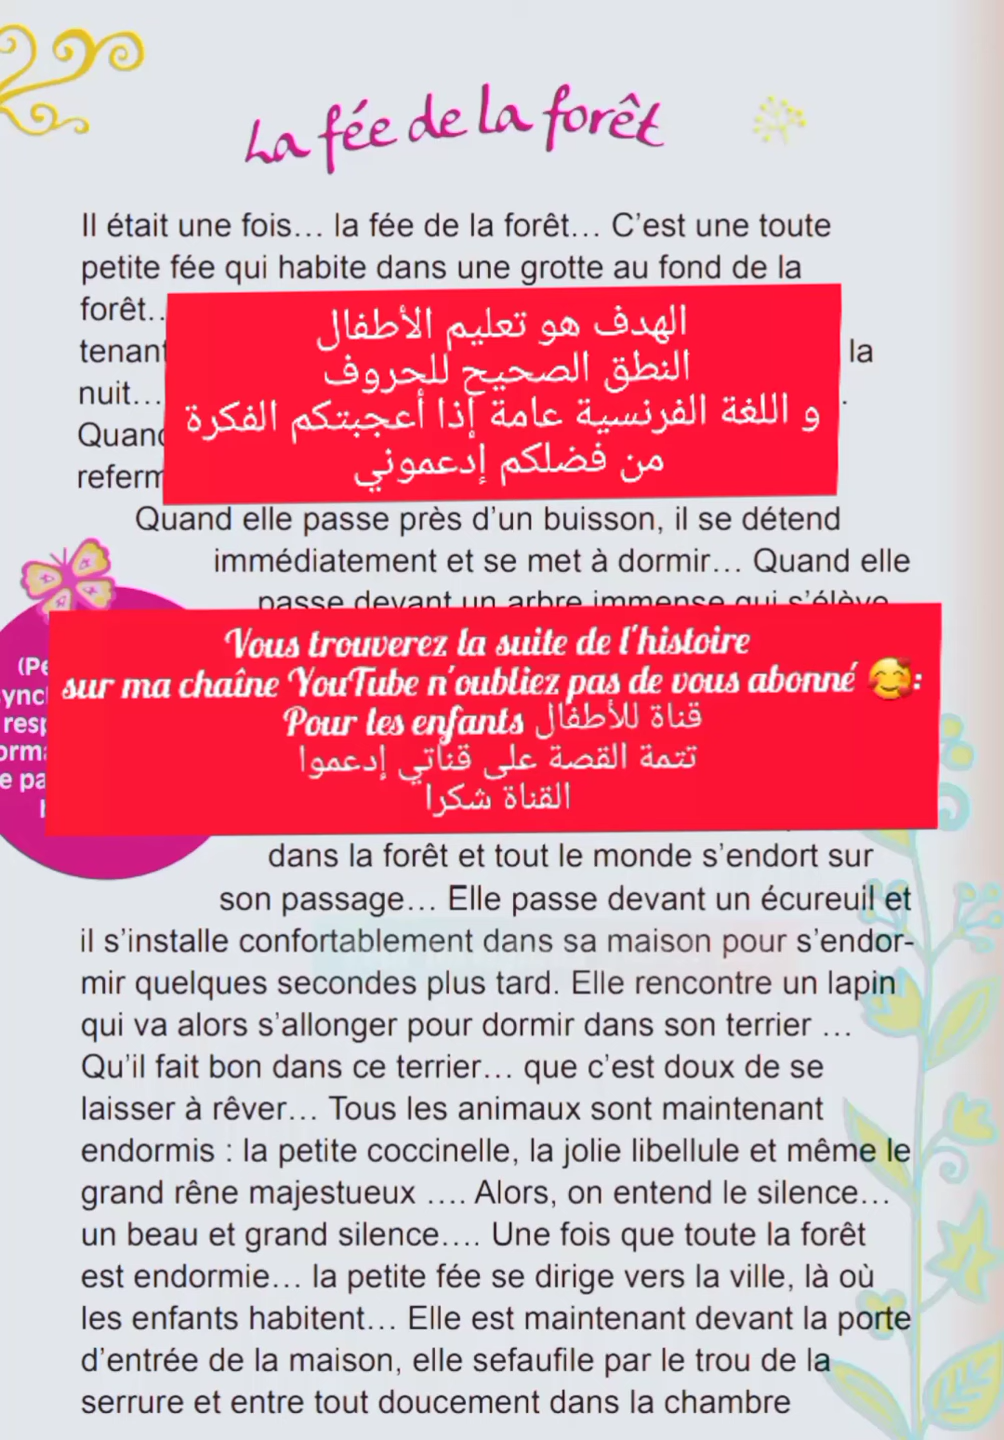 La fée de la forêt
Il était une fois... la fée de la forêt... C'est une toute
petite fée qui habite dans une grotte au fond de la
forêt..
الهدف هو تعليم الأطفال
النطق الصحيح للحروف
la
nuit...
و اللغة الفرنسية عامة إذا أعجبتكم الفكرة
من فضلكم إدعموني
Quand elle passe près d'un buisson, il se détend
immédiatement et se met à dormir... Quand elle
passe devant un arbre immense qui s'élève
Vous trouverez la suite de l'histoire
sur ma chaîne YouTube n'oubliez pas de vous abonné 🥰:
Pour les enfants قناة للأطفال
تتمة القصة على قناتي إدعموا
القناة شكرا
dans la forêt et tout le monde s'endort sur
son passage... Elle passe devant un écureuil et
il s'installe confortablement dans sa maison pour s'endor-
mir quelques secondes plus tard. Elle rencontre un lapin
qui va alors s'allonger pour dormir dans son terrier ...
Qu'il fait bon dans ce terrier... que c'est doux de se
laisser à rêver... Tous les animaux sont maintenant
endormis : la petite coccinelle, la jolie libellule et même le
grand rêne majestueux .... Alors, on entend le silence...
un beau et grand silence.... Une fois que toute la forêt
est endormie... la petite fée se dirige vers la ville, là où
les enfants habitent... Elle est maintenant devant la porte
d'entrée de la maison, elle sefaufile par le trou de la
serrure et entre tout doucement dans la chambre